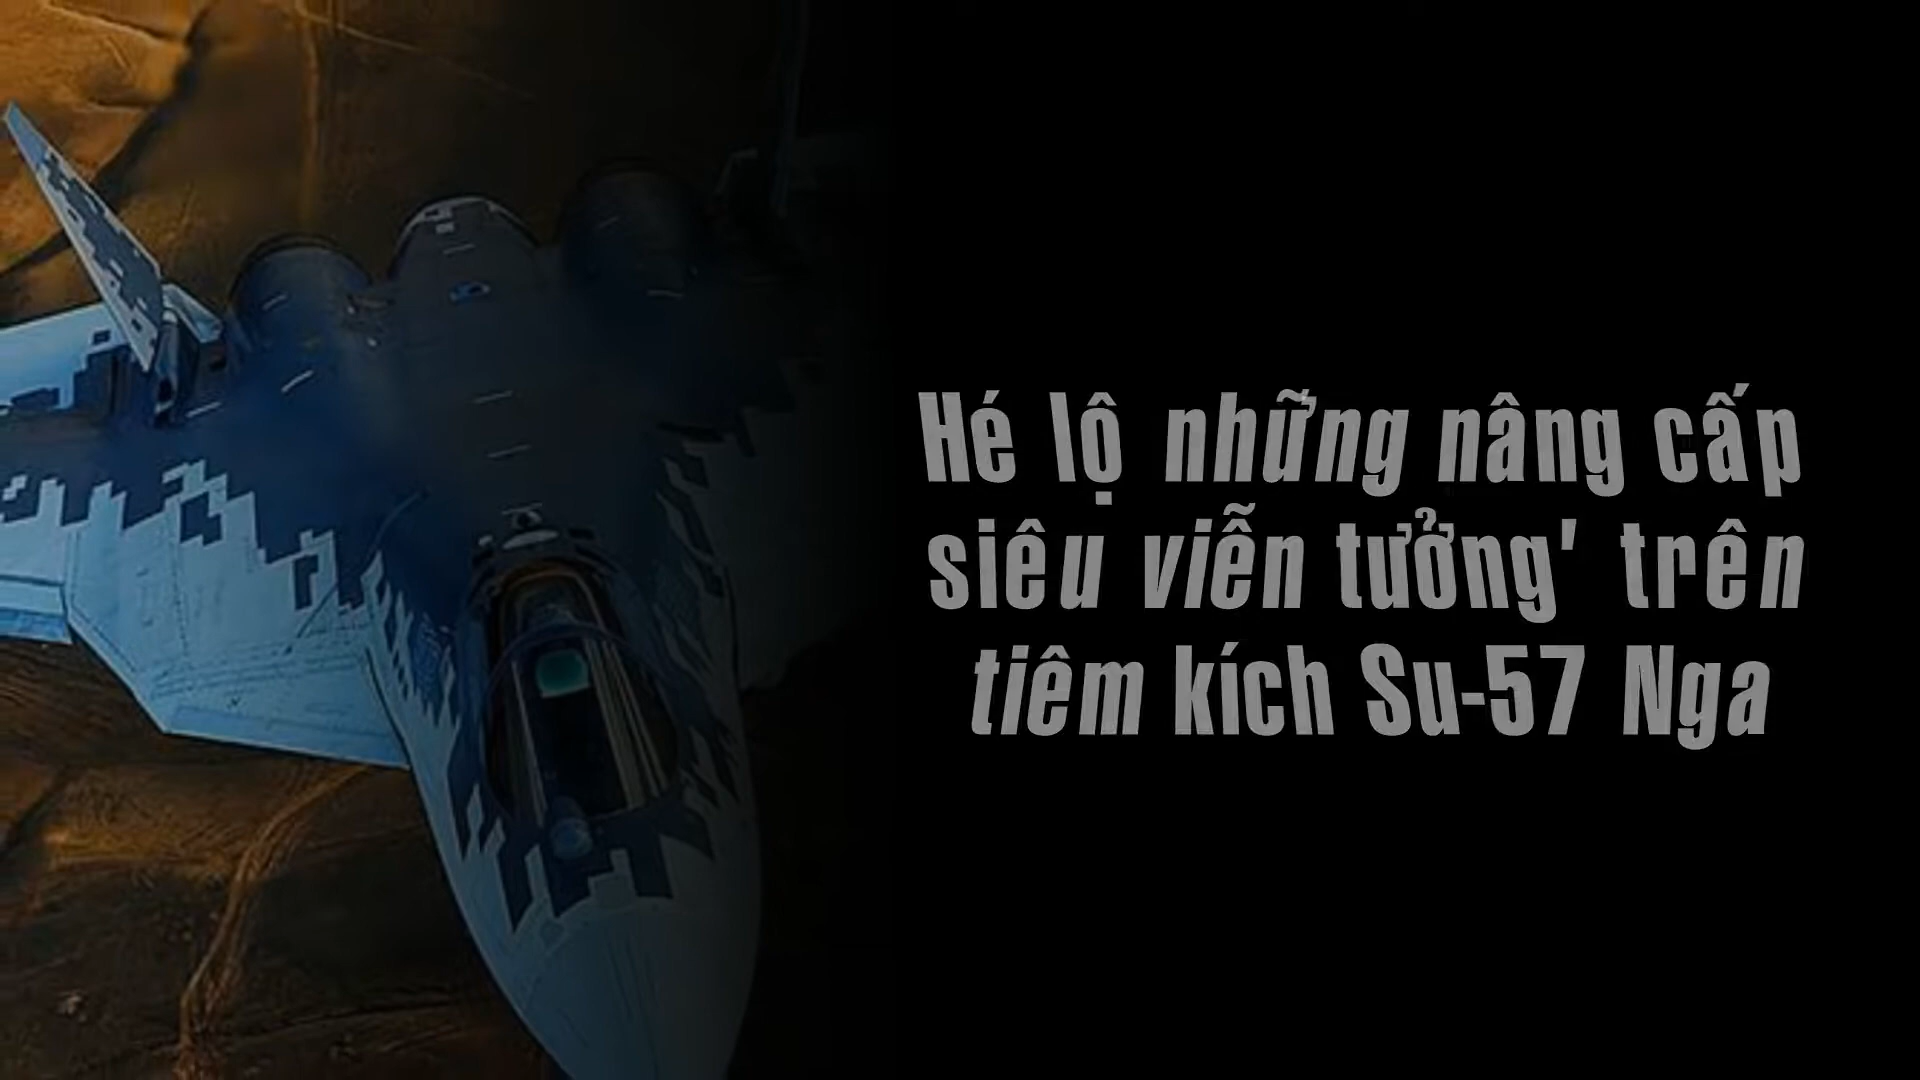 Hé lộ những nâng cấp
siêu viễn tưởng' trên
tiêm kích Su-57 Nga